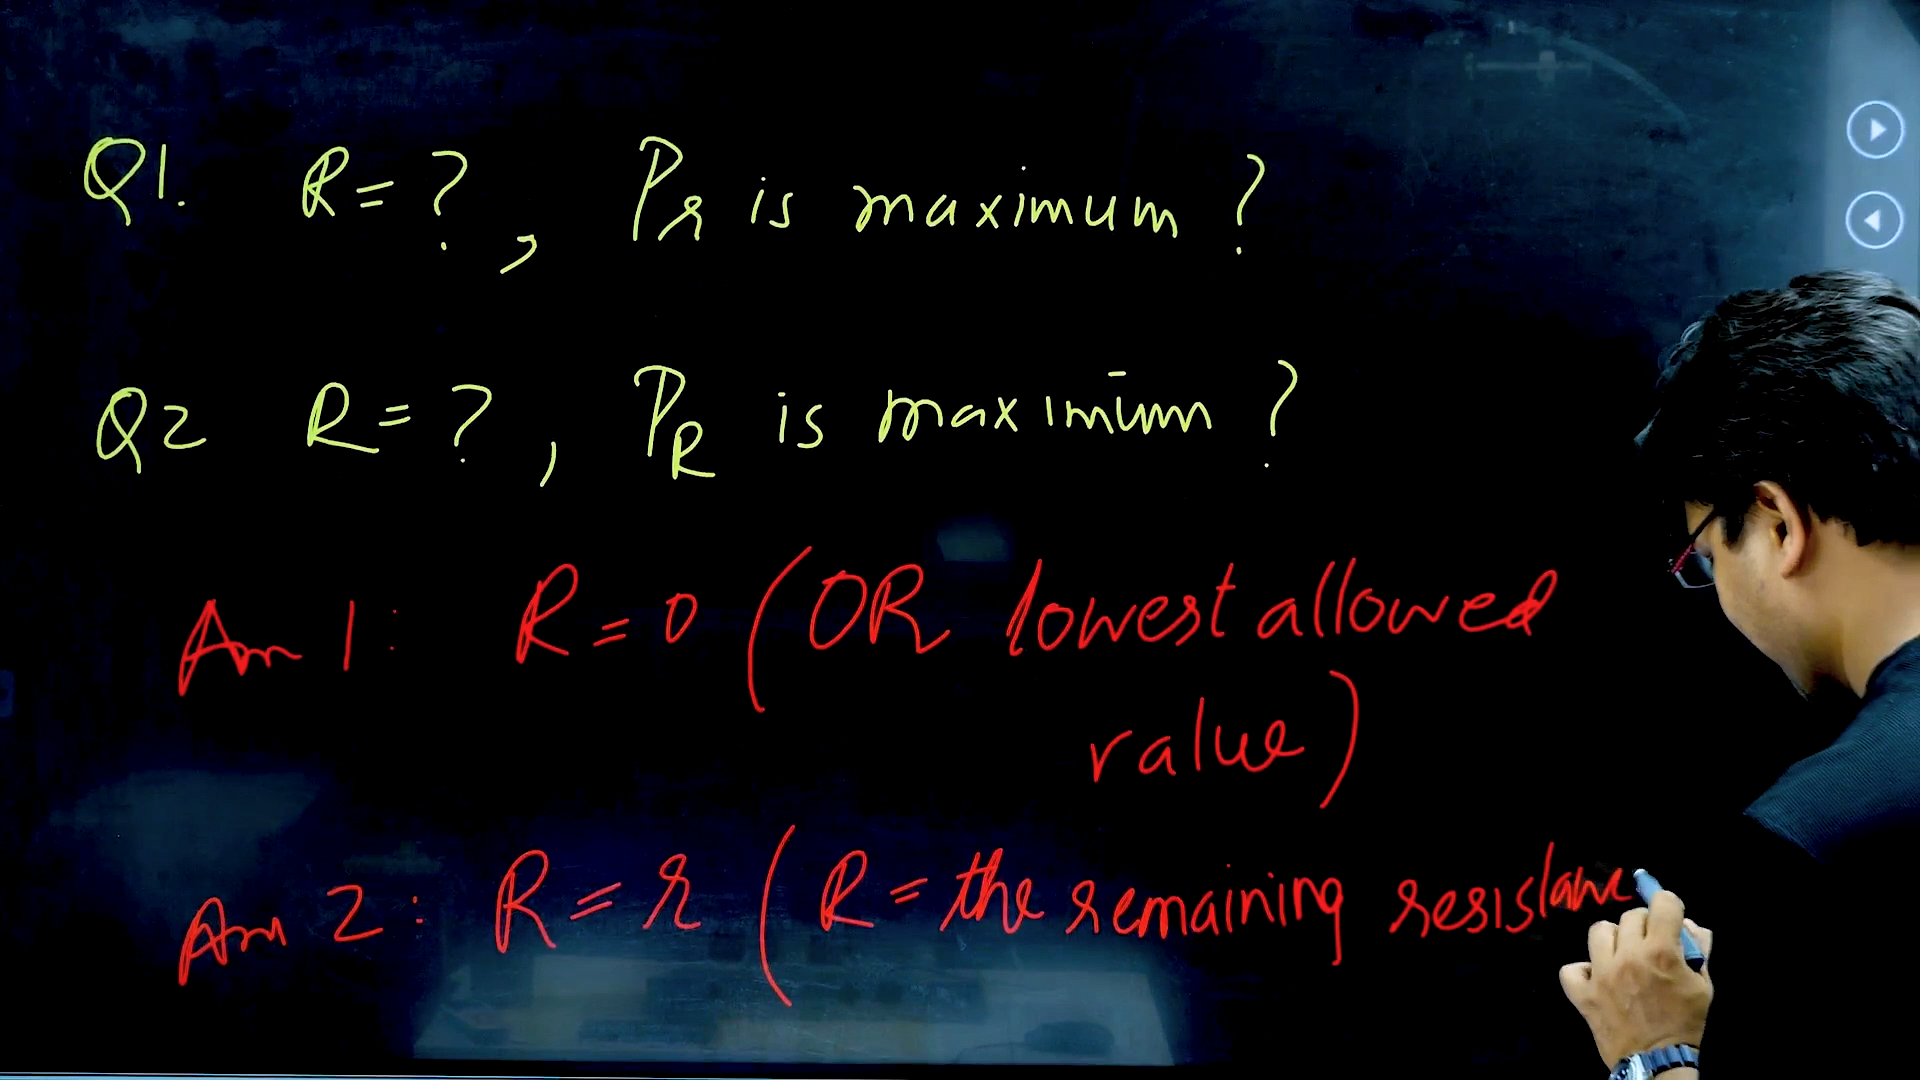 Q1. R = ? , Pr is maximum ?
Q2 R = ? , PR is maximum ?
Ans 1 : R = 0 (OR lowest allowed
value)
Ans 2 : R = r (R = the remaining resistance